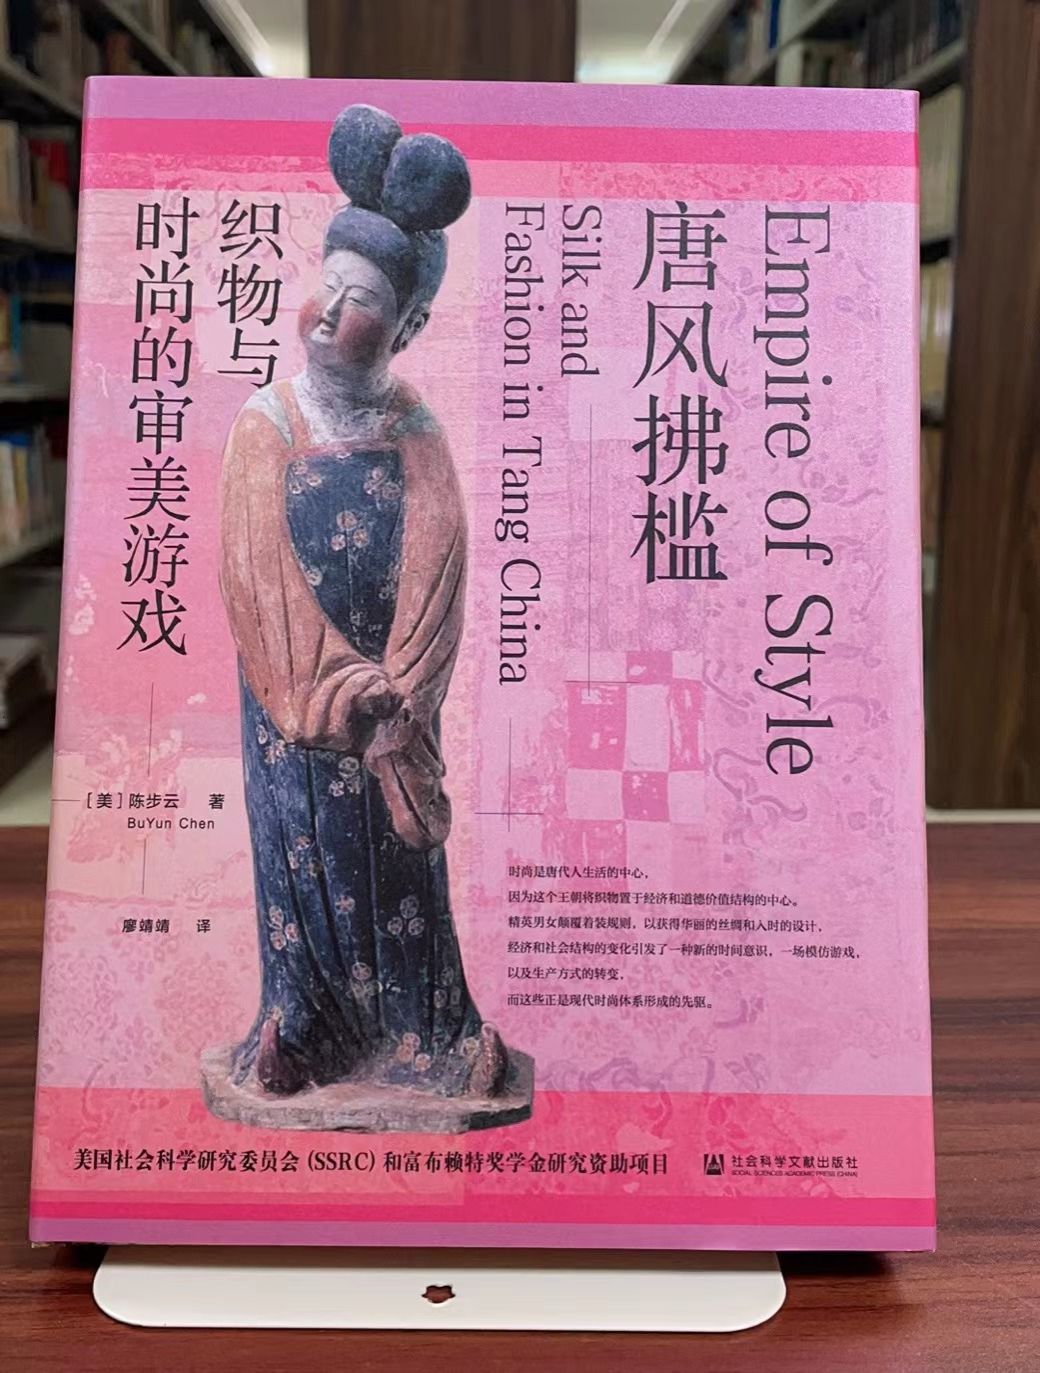 Empire of Style
唐风拂槛
Silk and
Fashion in Tang China
织物与
时尚的审美游戏
[美]陈步云 著
BuYun Chen
廖靖靖 译
时尚是唐代人生活的中心，
因为这个王朝将织物置于经济和道德价值结构的中心。
精英男女颠覆着装规则，以获得华丽的丝绸和入时的设计，
经济和社会结构的变化引发了一种新的时间意识，一场模仿游戏，
以及生产方式的转变，
而这些正是现代时尚体系形成的先驱。
美国社会科学研究委员会（SSRC）和富布赖特奖学金研究资助项目
社会科学文献出版社
SOCIAL SCIENCES ACADEMIC PRESS (CHINA)